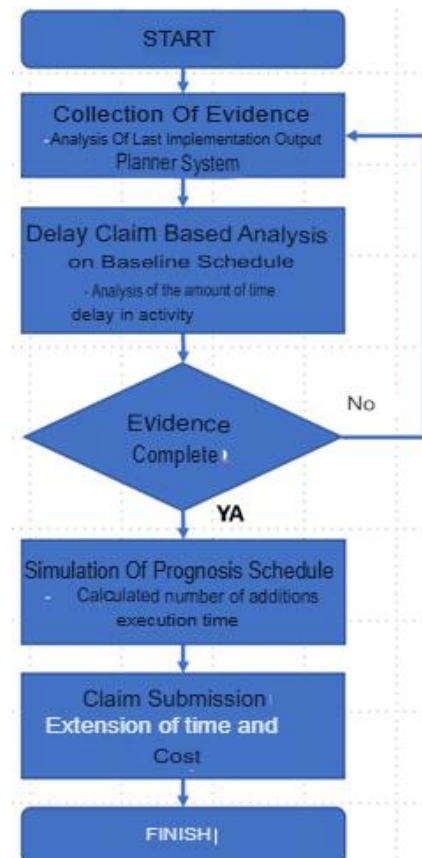 START
Collection Of Evidence
- Analysis Of Last Implementation Output
Planner System
Delay Claim Based Analysis
on Baseline Schedule
- Analysis of the amount of time
delay in activity
Evidence
Complete
No
YA
Simulation Of Prognosis Schedule
- Calculated number of additions
execution time
Claim Submission
Extension of time and
Cost
FINISH